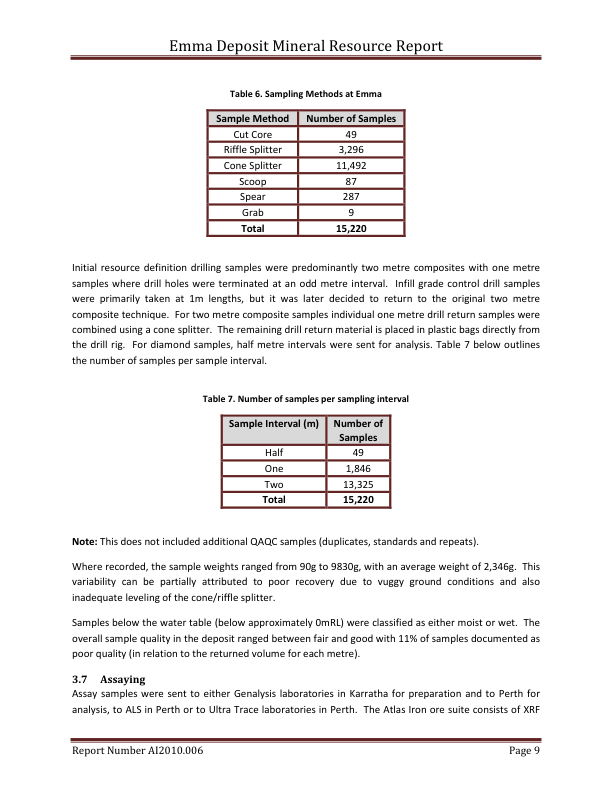 Emma Deposit Mineral Resource Report
Table 6. Sampling Methods at Emma
Sample Method Number of Samples
Cut Core 49
Riffle Splitter 3,296
Cone Splitter 11,492
Scoop 87
Spear 287
Grab 9
Total 15,220
Initial resource definition drilling samples were predominantly two metre composites with one metre
samples where drill holes were terminated at an odd metre interval. Infill grade control drill samples
were primarily taken at 1m lengths, but it was later decided to return to the original two metre
composite technique. For two metre composite samples individual one metre drill return samples were
combined using a cone splitter. The remaining drill return material is placed in plastic bags directly from
the drill rig. For diamond samples, half metre intervals were sent for analysis. Table 7 below outlines
the number of samples per sample interval.
Table 7. Number of samples per sampling interval
Sample Interval (m) Number of
Samples
Half 49
One 1,846
Two 13,325
Total 15,220
Note: This does not included additional QAQC samples (duplicates, standards and repeats).
Where recorded, the sample weights ranged from 90g to 9830g, with an average weight of 2,346g. This
variability can be partially attributed to poor recovery due to vuggy ground conditions and also
inadequate leveling of the cone/riffle splitter.
Samples below the water table (below approximately 0mRL) were classified as either moist or wet. The
overall sample quality in the deposit ranged between fair and good with 11% of samples documented as
poor quality (in relation to the returned volume for each metre).
3.7 Assaying
Assay samples were sent to either Genalysis laboratories in Karratha for preparation and to Perth for
analysis, to ALS in Perth or to Ultra Trace laboratories in Perth. The Atlas Iron ore suite consists of XRF
Report Number AI2010.006 Page 9